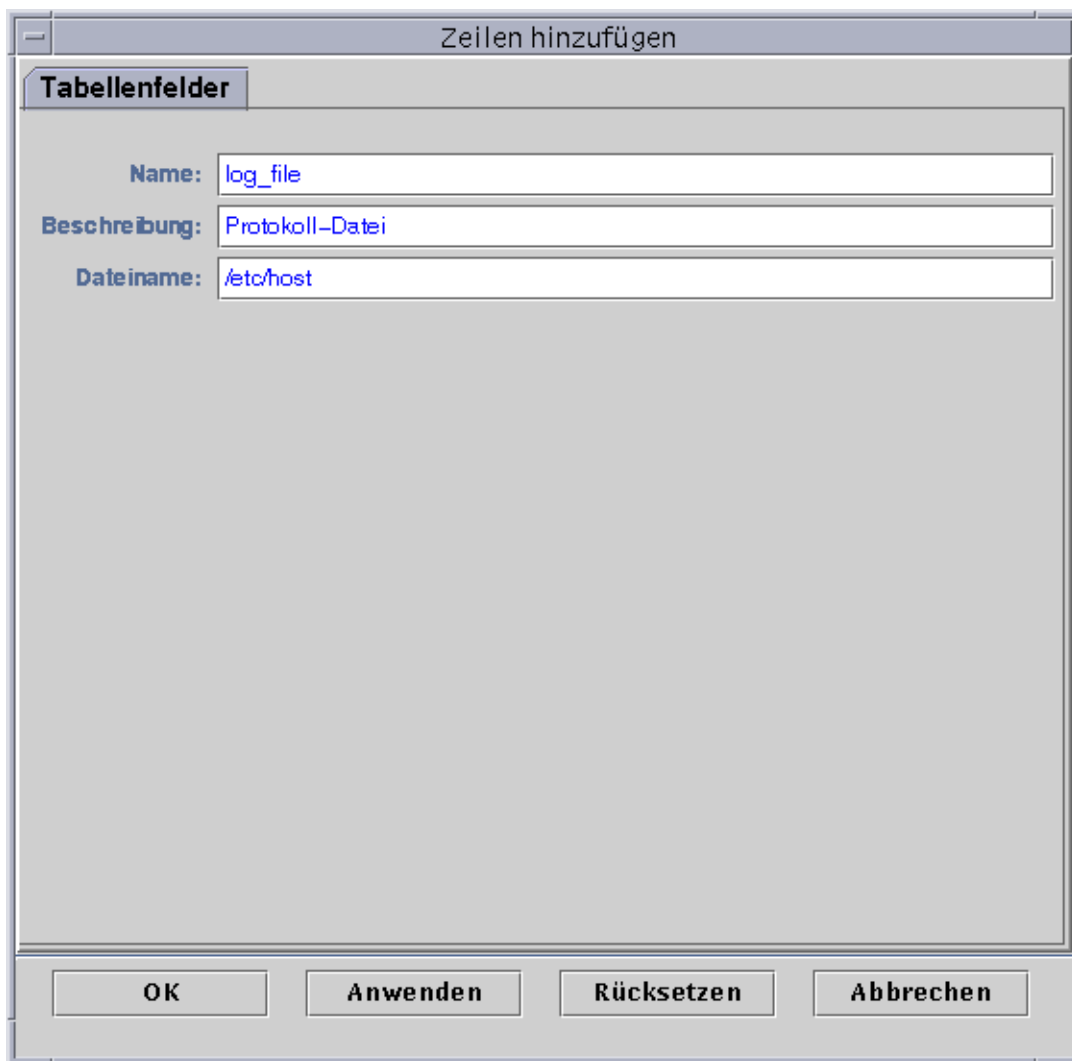 Zeilen hinzufügen
Tabellenfelder
Name: log_file
Beschreibung: Protokoll-Datei
Dateiname: /etc/host
OK Anwenden Rücksetzen Abbrechen